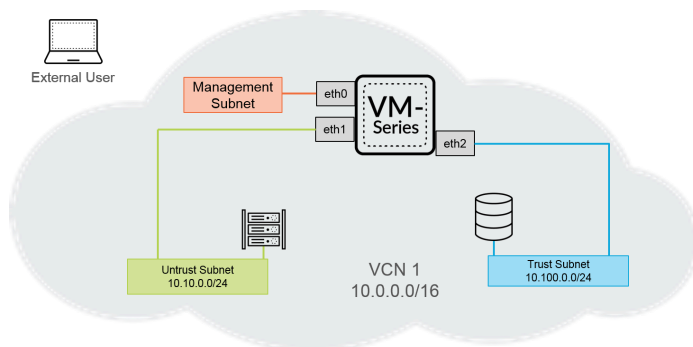 External User
Management
Subnet
eth0
VM-
Series
eth1
eth2
Untrust Subnet
10.10.0.0/24
VCN 1
10.0.0.0/16
Trust Subnet
10.100.0.0/24